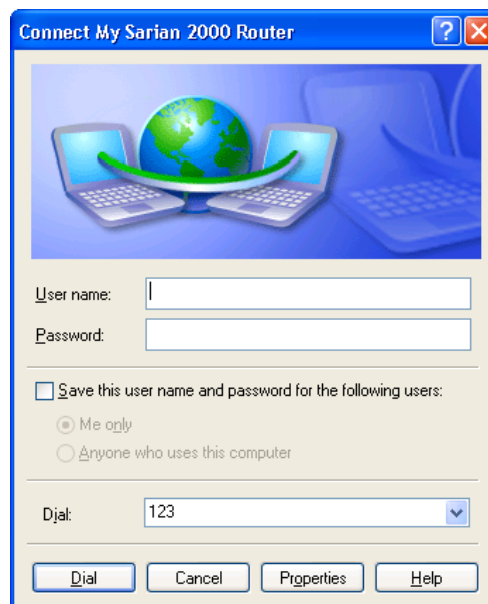 Connect My Sarian 2000 Router
User name:
Password:
Save this user name and password for the following users:
Me only
Anyone who uses this computer
Dial: 123
Dial Cancel Properties Help